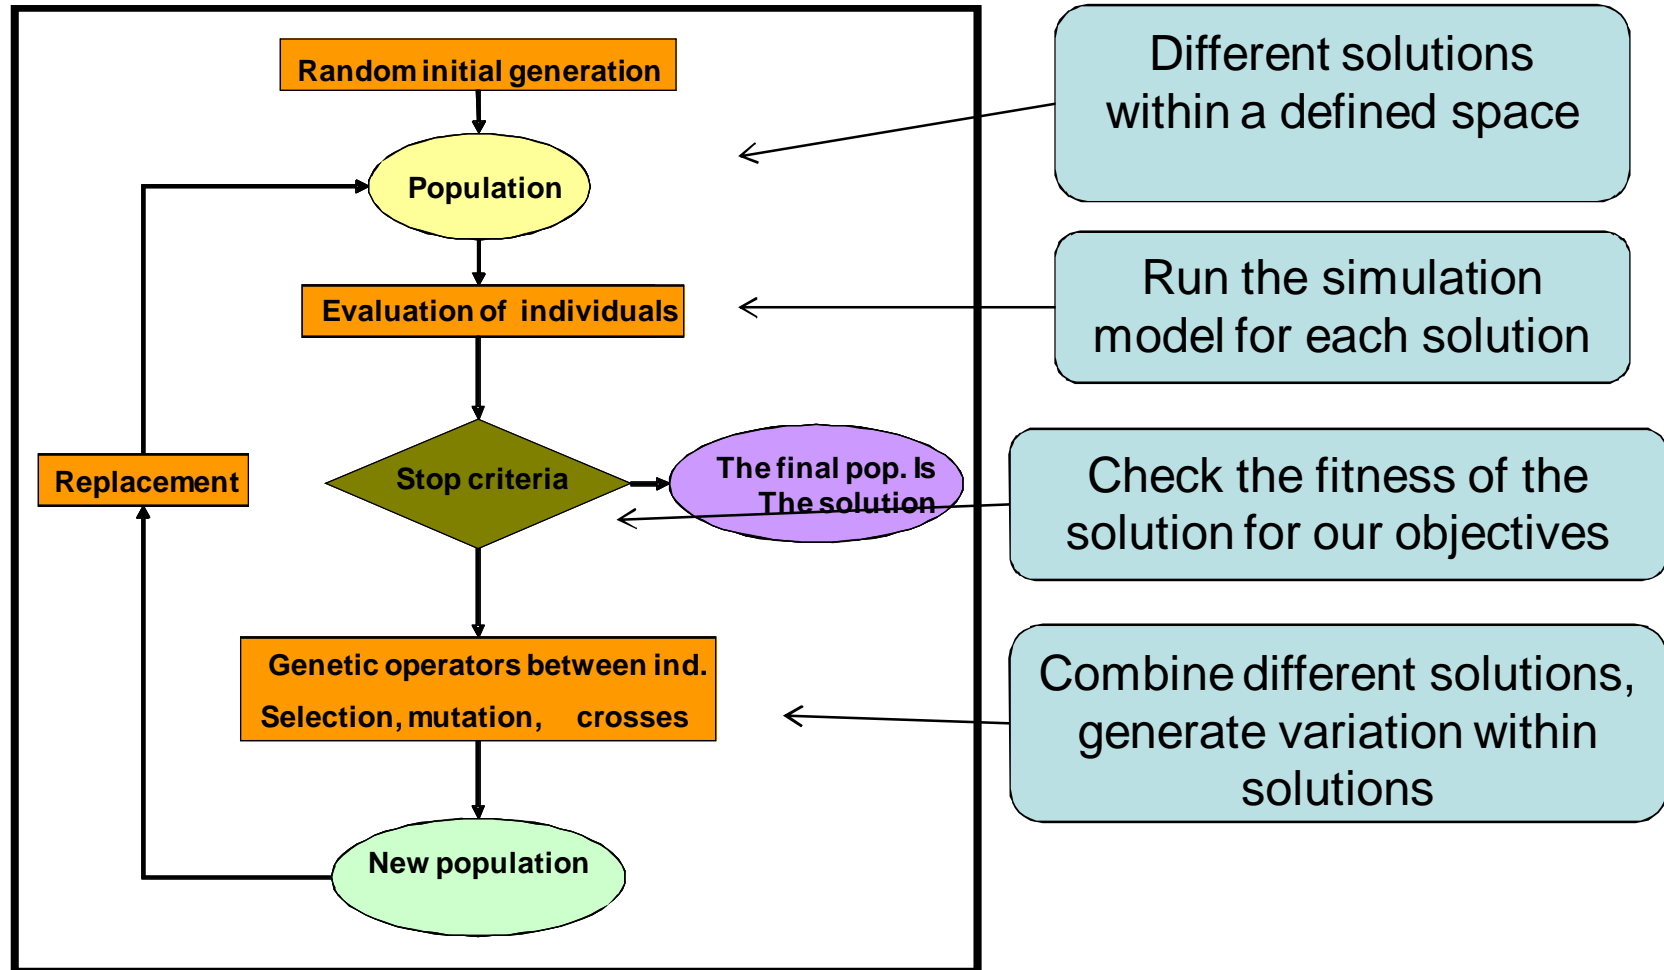 Random initial generation
Population
Evaluation of individuals
Stop criteria
The final pop. Is
The solution
Replacement
Genetic operators between ind.
Selection, mutation, crosses
New population
Different solutions
within a defined space
Run the simulation
model for each solution
Check the fitness of the
solution for our objectives
Combine different solutions,
generate variation within
solutions